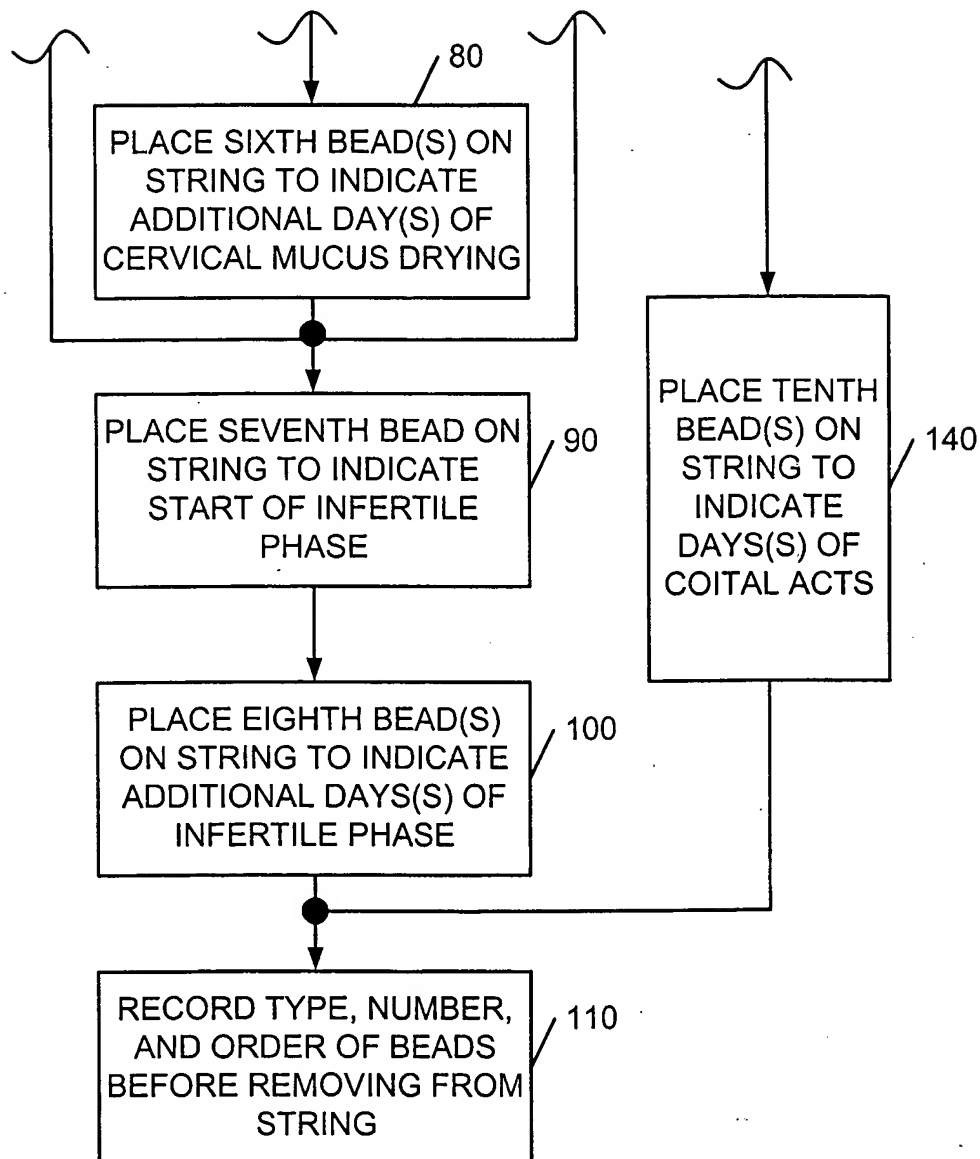 80
PLACE SIXTH BEAD(S) ON
STRING TO INDICATE
ADDITIONAL DAY(S) OF
CERVICAL MUCUS DRYING
PLACE SEVENTH BEAD ON
STRING TO INDICATE
START OF INFERTILE
PHASE
90
PLACE TENTH
BEAD(S) ON
STRING TO
INDICATE
DAYS(S) OF
COITAL ACTS
140
PLACE EIGHTH BEAD(S)
ON STRING TO INDICATE
ADDITIONAL DAYS(S) OF
INFERTILE PHASE
100
RECORD TYPE, NUMBER,
AND ORDER OF BEADS
BEFORE REMOVING FROM
STRING
110